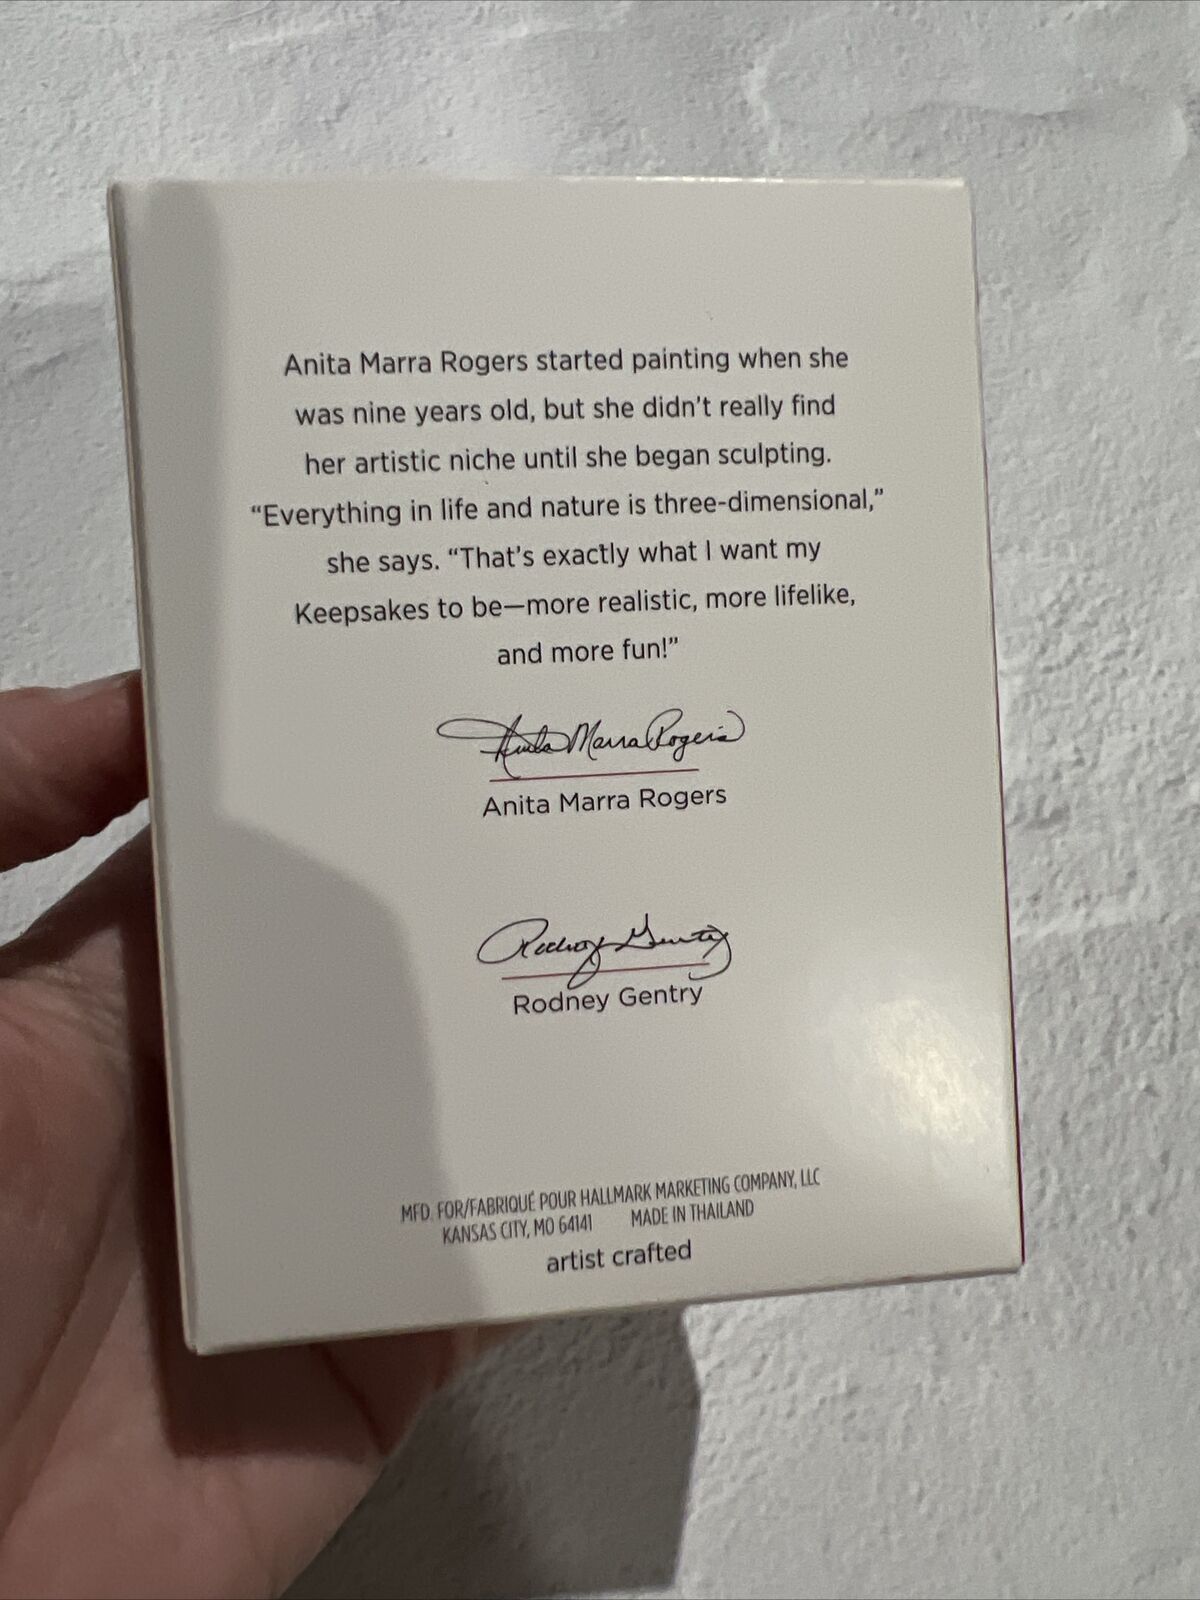 Anita Marra Rogers started painting when she
was nine years old, but she didn't really find
her artistic niche until she began sculpting.
“Everything in life and nature is three-dimensional,”
she says. “That's exactly what I want my
Keepsakes to be—more realistic, more lifelike,
and more fun!”
Anita Marra Rogers
Anita Marra Rogers
Rodney Gentry
Rodney Gentry
MFD. FOR/FABRIQUÉ POUR HALLMARK MARKETING COMPANY, LLC
KANSAS CITY, MO 64141 MADE IN THAILAND
artist crafted